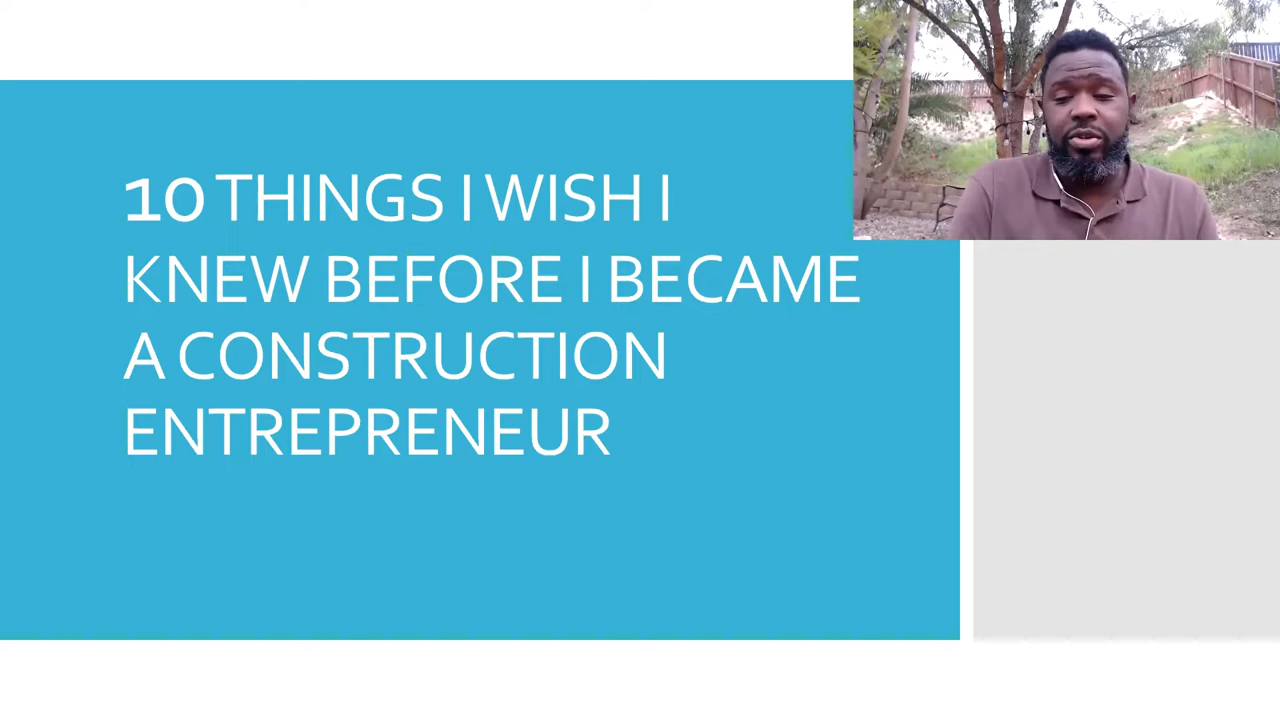 10 THINGS I WISH I
KNEW BEFORE I BECAME
A CONSTRUCTION
ENTREPRENEUR